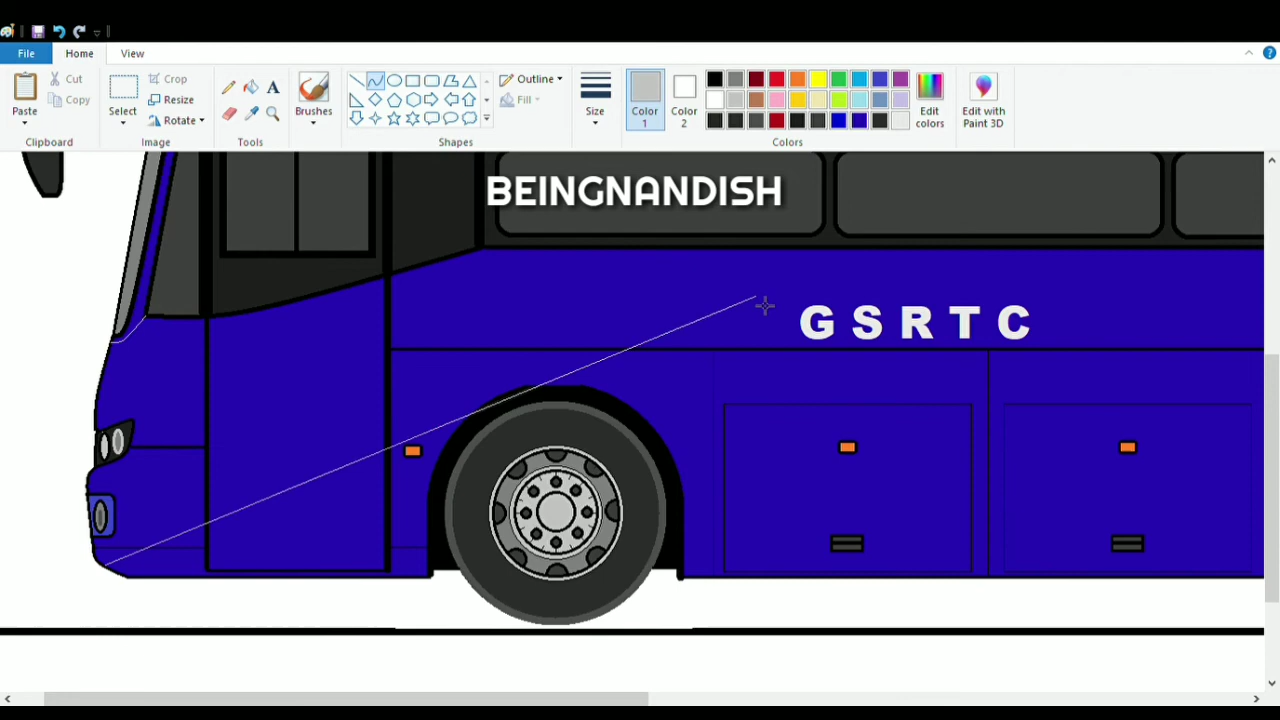 File Home View
Paste
Cut
Copy
Clipboard
Select
Crop
Resize
Rotate
Image
Tools
Brushes
Shapes
Outline
Fill
Size
Color 1
Color 2
Edit colors
Colors
Edit with Paint 3D
BEINGNANDISH
G S R T C